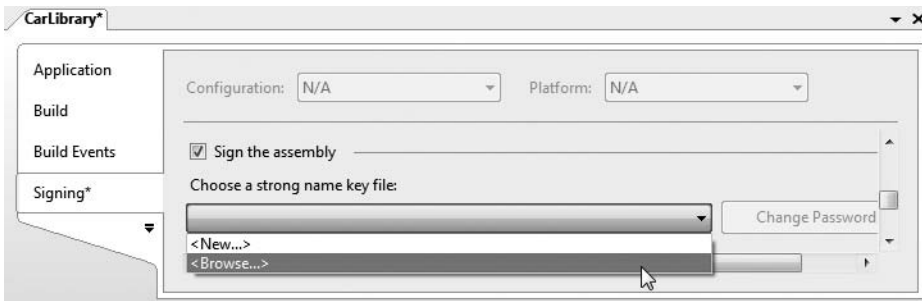 CarLibrary*
Application
Build
Build Events
Signing*
Configuration: N/A Platform: N/A
Sign the assembly
Choose a strong name key file:
Change Password
<New...>
<Browse...>